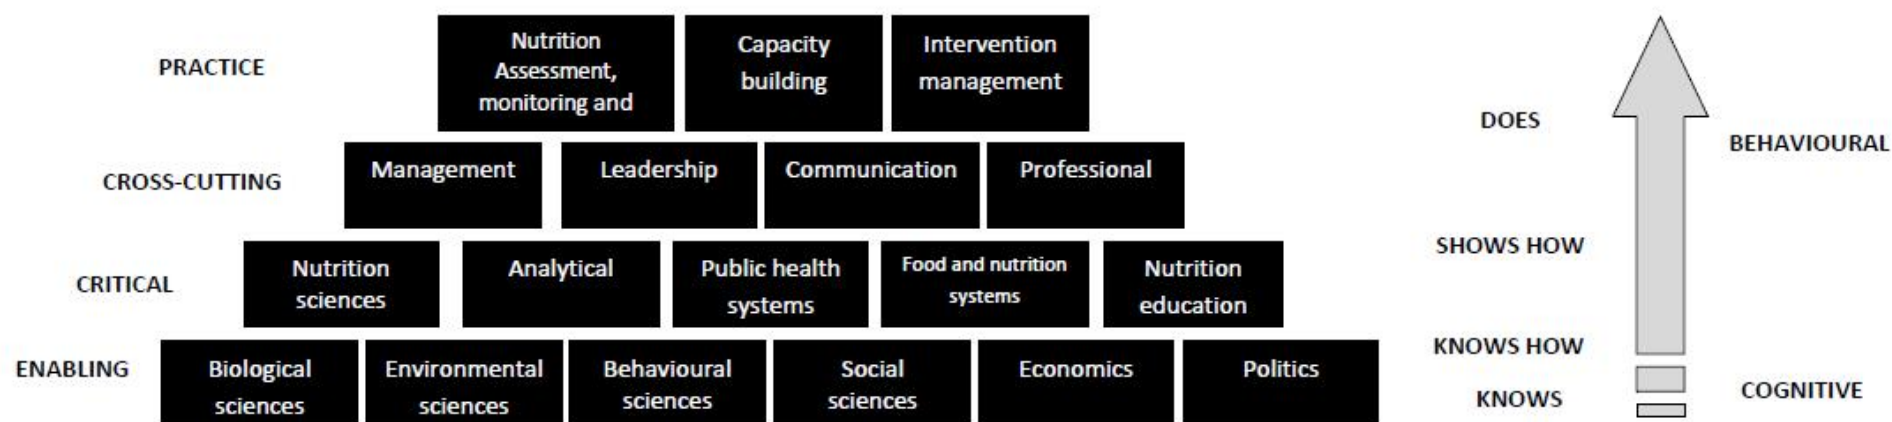 PRACTICE
Nutrition
Assessment,
monitoring and
Capacity
building
Intervention
management
CROSS-CUTTING
Management
Leadership
Communication
Professional
CRITICAL
Nutrition
sciences
Analytical
Public health
systems
Food and nutrition
systems
Nutrition
education
ENABLING
Biological
sciences
Environmental
sciences
Behavioural
sciences
Social
sciences
Economics
Politics
DOES
SHOWS HOW
KNOWS HOW
KNOWS
BEHAVIOURAL
COGNITIVE